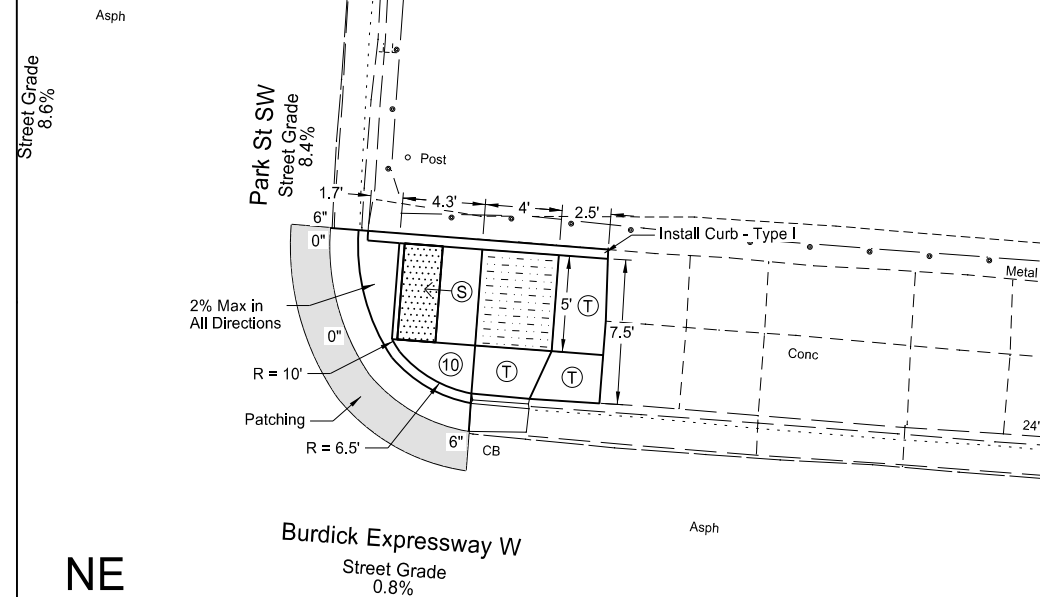 Asph
Street Grade
8.6%
Park St SW
Street Grade
8.4%
Post
1.7'
4.3'
4'
2.5'
6"
0"
Install Curb - Type I
Metal
S
T
5'
7.5'
2% Max in
All Directions
0"
Conc
R = 10'
10
T
T
Patching
24'
R = 6.5'
6"
CB
Asph
Burdick Expressway W
Street Grade
0.8%
NE